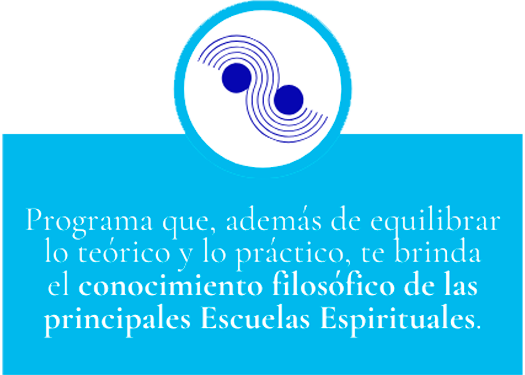 Programa que, además de equilibrar
lo teórico y lo práctico, te brinda
el conocimiento filosófico de las
principales Escuelas Espirituales.